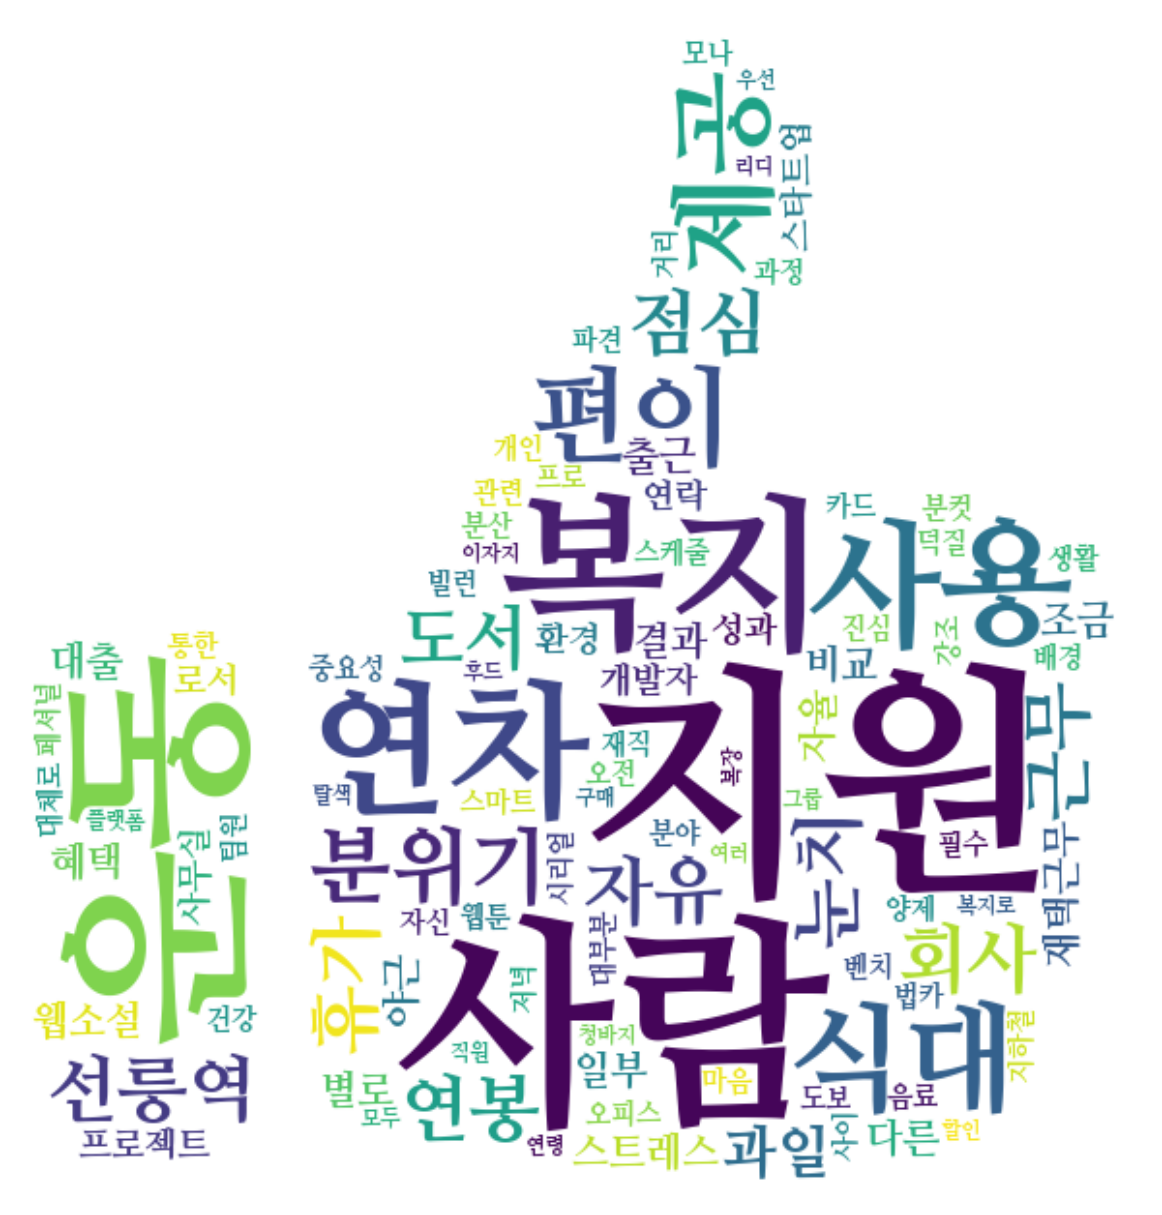 모나
우선
제공
리디
스타트업
거리
과정
점심
파견
편이
개인
출근
프로
관련
연락
분산
스케줄
이자지
빌런
복지
사용
카드
분컷
덕질
생활
도서
환경
결과
성과
진심
강조
조금
배경
비교
중요성
후드
개발자
연차
지원
자율
근무
재직
오전
복장
탈색
스마트
구매
그룹
분야
여러
필수
분위기
시리얼
자유
눈치
재택근무
양제
복지로
대부분
자신
웹툰
휴가
야근
저녁
사람
회사
벤치
법카
식대
지하철
청바지
직원
별로
모두
연봉
일부
마음
도보
음료
오피스
연령
스트레스
과일
사이
다른
할인
대출
통한
로서
패셔널
대체로
운동
플랫폼
혜택
사무실
팀원
웹소설
건강
선릉역
프로젝트